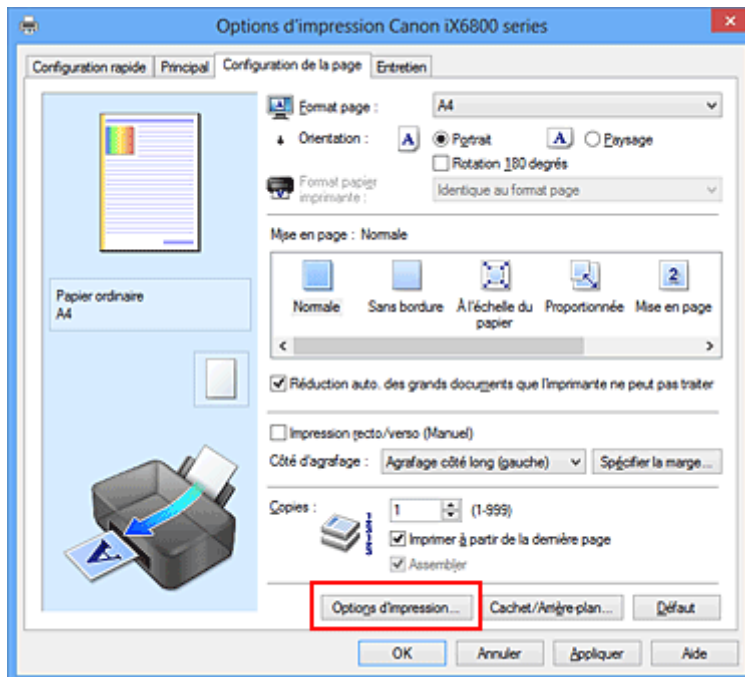 Options d'impression Canon iX6800 series
Configuration rapide Principal Configuration de la page Entretien
Format page : A4
Orientation : A Portrait A Paysage
Rotation 180 degrés
Format papier
imprimante : Identique au format page
Mise en page : Normale
2
Normale Sans bordure À l'échelle du
papier Proportionnée Mise en page
Papier ordinaire
A4
Réduction auto. des grands documents que l'imprimante ne peut pas traiter
Impression recto/verso (Manuel)
Côté d'agrafage : Agrafage côté long (gauche) Spécifier la marge...
Copies : 1 (1-999)
Imprimer à partir de la dernière page
Assembler
A
Options d'impression... Cachet/Arrière-plan... Défaut
OK Annuler Appliquer Aide